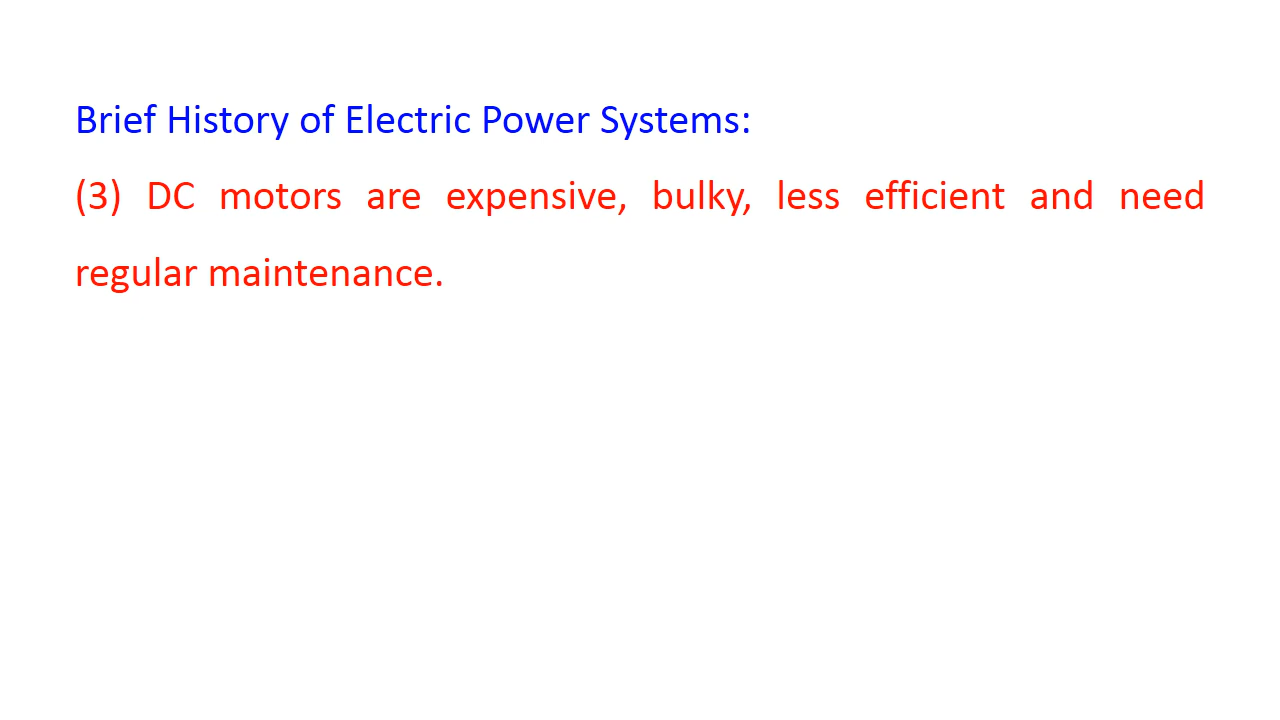 Brief History of Electric Power Systems:
(3) DC motors are expensive, bulky, less efficient and need
regular maintenance.